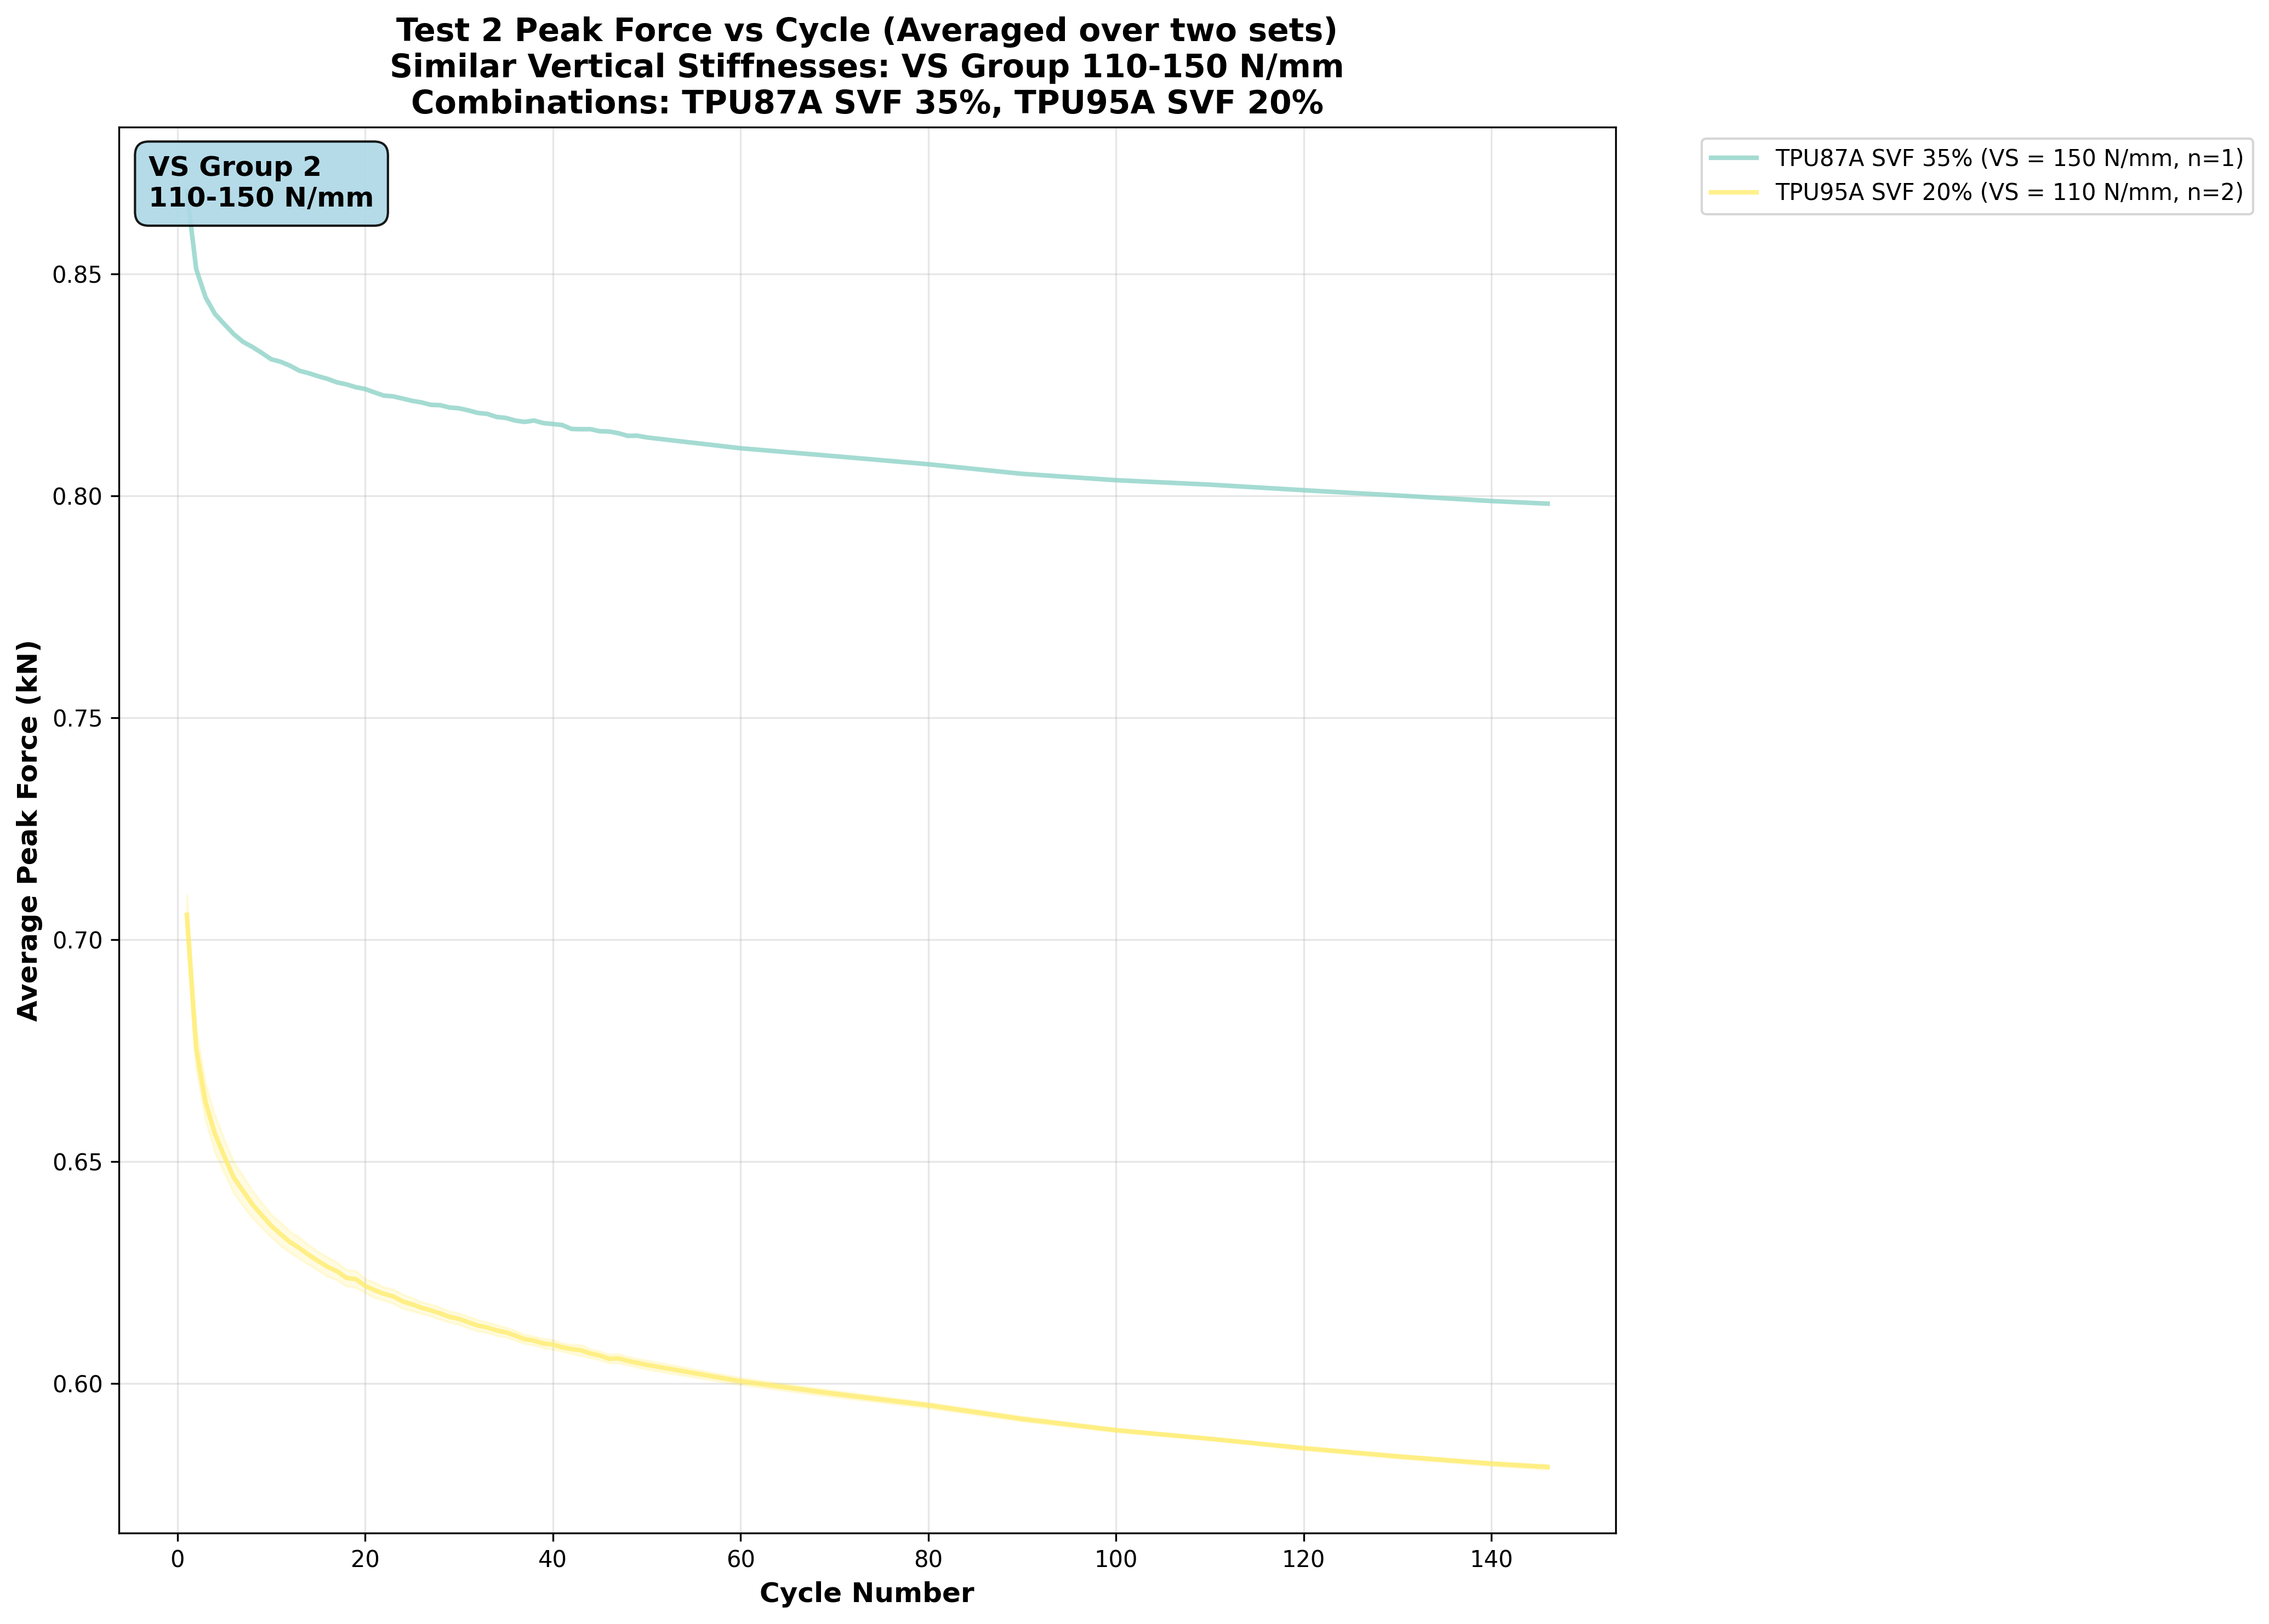 Test 2 Peak Force vs Cycle (Averaged over two sets)
Similar Vertical Stiffnesses: VS Group 110-150 N/mm
Combinations: TPU87A SVF 35%, TPU95A SVF 20%
VS Group 2
110-150 N/mm
TPU87A SVF 35% (VS = 150 N/mm, n=1)
TPU95A SVF 20% (VS = 110 N/mm, n=2)
Average Peak Force (kN)
0.85
0.80
0.75
0.70
0.65
0.60
0 20 40 60 80 100 120 140
Cycle Number